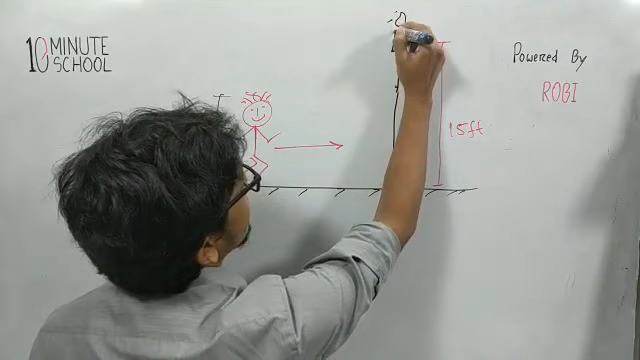 10 MINUTE
SCHOOL
Powered By
ROBI
15ft